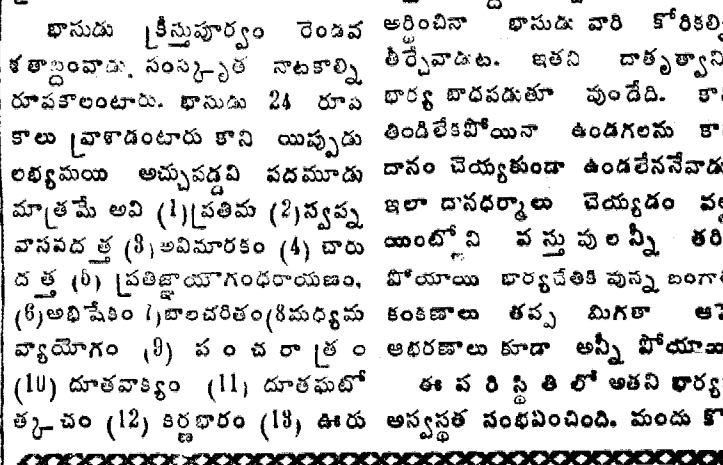 భాసుడు క్రీస్తుపూర్వం రెండవ
శతాబ్దంవాడు. సంస్కృత నాటకాల్ని
రూపకాలంటారు. భాసుడు 24 రూప
కాలు వ్రాశాడంటారు కాని యిప్పుడు
లభ్యమయి అచ్చుపడ్డవి పదమూడు
మాత్రమే అవి (1) ప్రతిమ (2) స్వప్న
వాసవదత్త (3) అవిమారకం (4) చారు
దత్త (5) ప్రతిజ్ఞాయౌగంధరాయణం.
(6) అభిషేకం 7) బాలచరితం (8 మధ్యమ
వ్యాయోగం (9) పంచరాత్రం
(10) దూతవాక్యం (11) దూతఘటో
త్కచం (12) కర్ణభారం (13) ఊరు
అర్ధించినా భాసుడు వారి కోరికల్ని
తీర్చేవాడట. ఇతని దాతృత్వాని
భార్య బాధపడుతూ వుండేది. కా
తిండిలేకపోయినా ఉండగలను కా
దానం చెయ్యకుండా ఉండలేననేవాడు
ఇలా దానధర్మాలు చెయ్యడం వల
యింట్లోని వస్తువులన్నీ తరి
పోయాయి భార్యచేతికి వున్న బంగా
కంకణాలు తప్ప మిగతా ఆ
ఆభరణాలు కూడా అన్నీ పోయాయి
ఈ పరిస్థితిలో అతని భార్య
అస్వస్థత సంభవించింది. మందు కొ